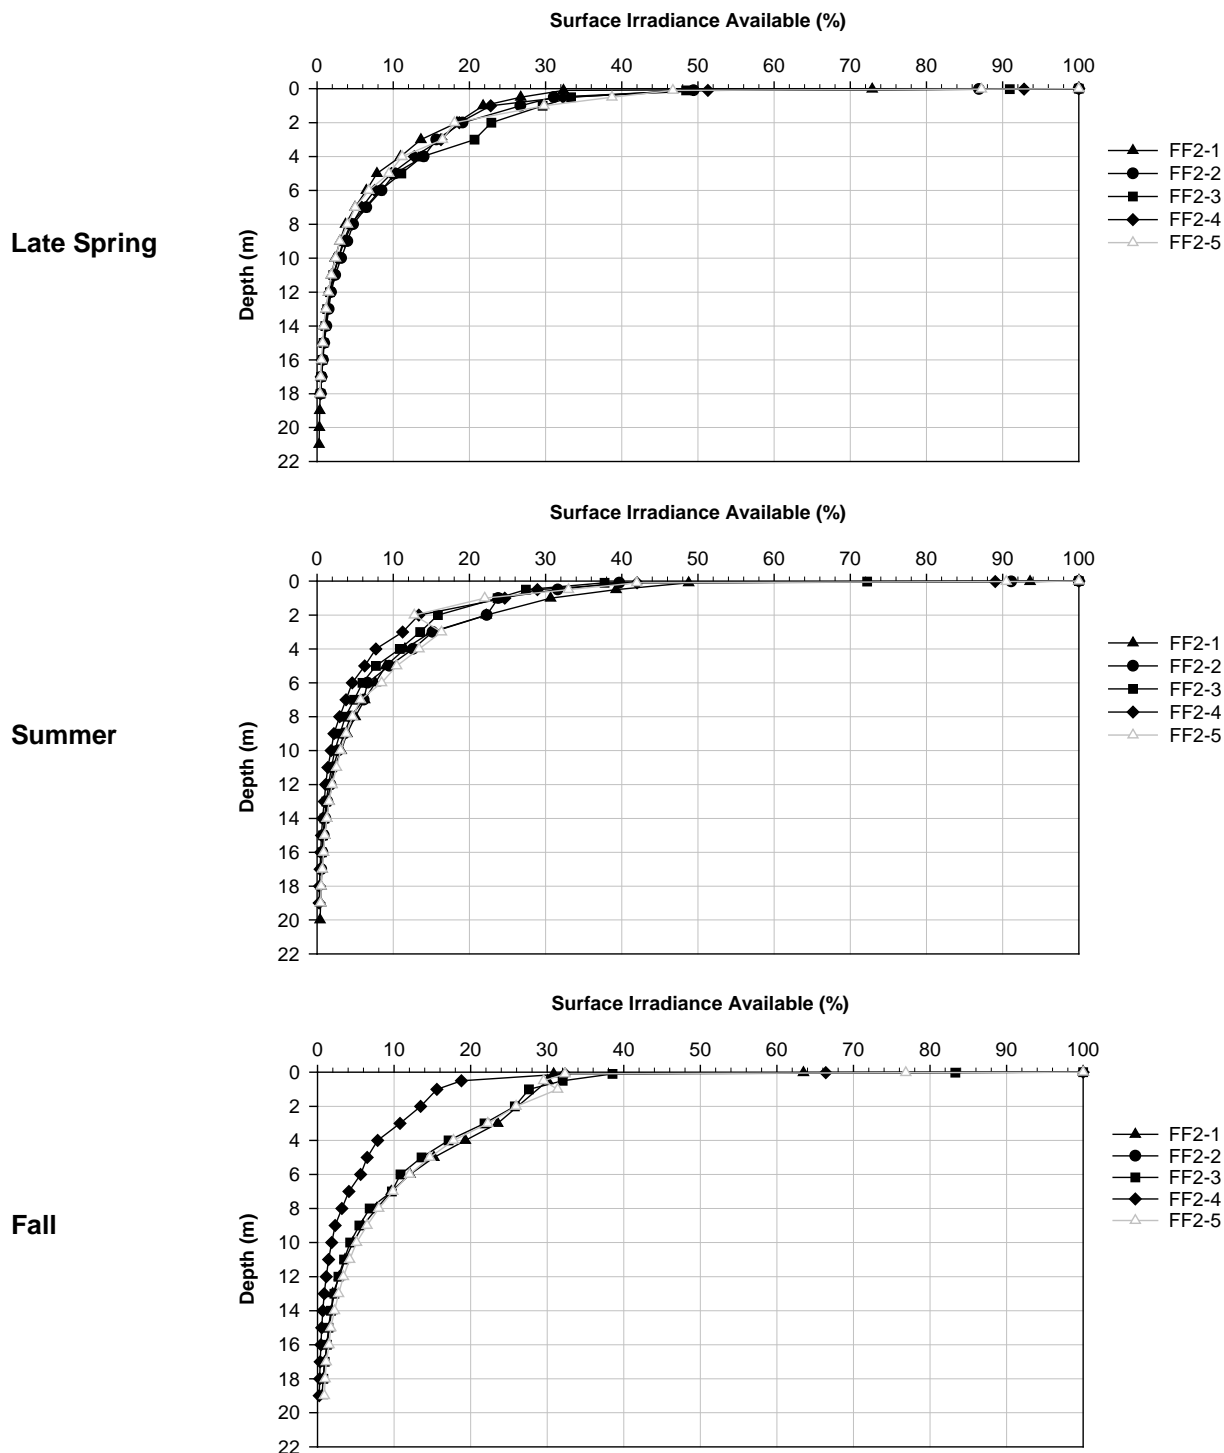 Surface Irradiance Available (%)
0 10 20 30 40 50 60 70 80 90 100
0
2
4
6
8
10
12
14
16
18
20
22
Depth (m)
Late Spring
FF2-1
FF2-2
FF2-3
FF2-4
FF2-5
Surface Irradiance Available (%)
0 10 20 30 40 50 60 70 80 90 100
0
2
4
6
8
10
12
14
16
18
20
22
Depth (m)
Summer
FF2-1
FF2-2
FF2-3
FF2-4
FF2-5
Surface Irradiance Available (%)
0 10 20 30 40 50 60 70 80 90 100
0
2
4
6
8
10
12
14
16
18
20
22
Depth (m)
Fall
FF2-1
FF2-2
FF2-3
FF2-4
FF2-5